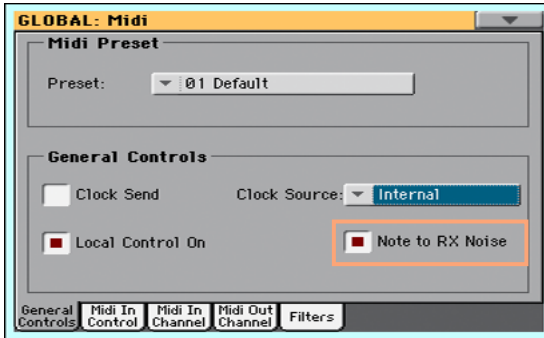 GLOBAL: Midi
Midi Preset
Preset: 01 Default
General Controls
Clock Send Clock Source: Internal
Local Control On Note to RX Noise
General Controls Midi In Control Midi In Channel Midi Out Channel Filters